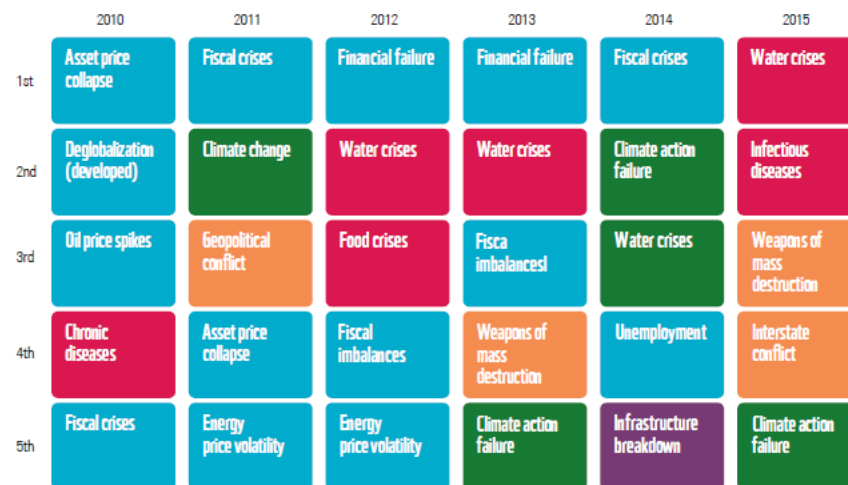 2010 2011 2012 2013 2014 2015
1st
Asset price
collapse
Fiscal crises
Financial failure
Financial failure
Fiscal crises
Water crises
2nd
Deglobalization
(developed)
Climate change
Water crises
Water crises
Climate action
failure
Infectious
diseases
3rd
Oil price spikes
Geopolitical
conflict
Food crises
Fisca
imbalancesl
Water crises
Weapons of
mass
destruction
4th
Chronic
diseases
Asset price
collapse
Fiscal
imbalances
Weapons of
mass
destruction
Unemployment
Interstate
conflict
5th
Fiscal crises
Energy
price volatility
Energy
price volatility
Climate action
failure
Infrastructure
breakdown
Climate action
failure